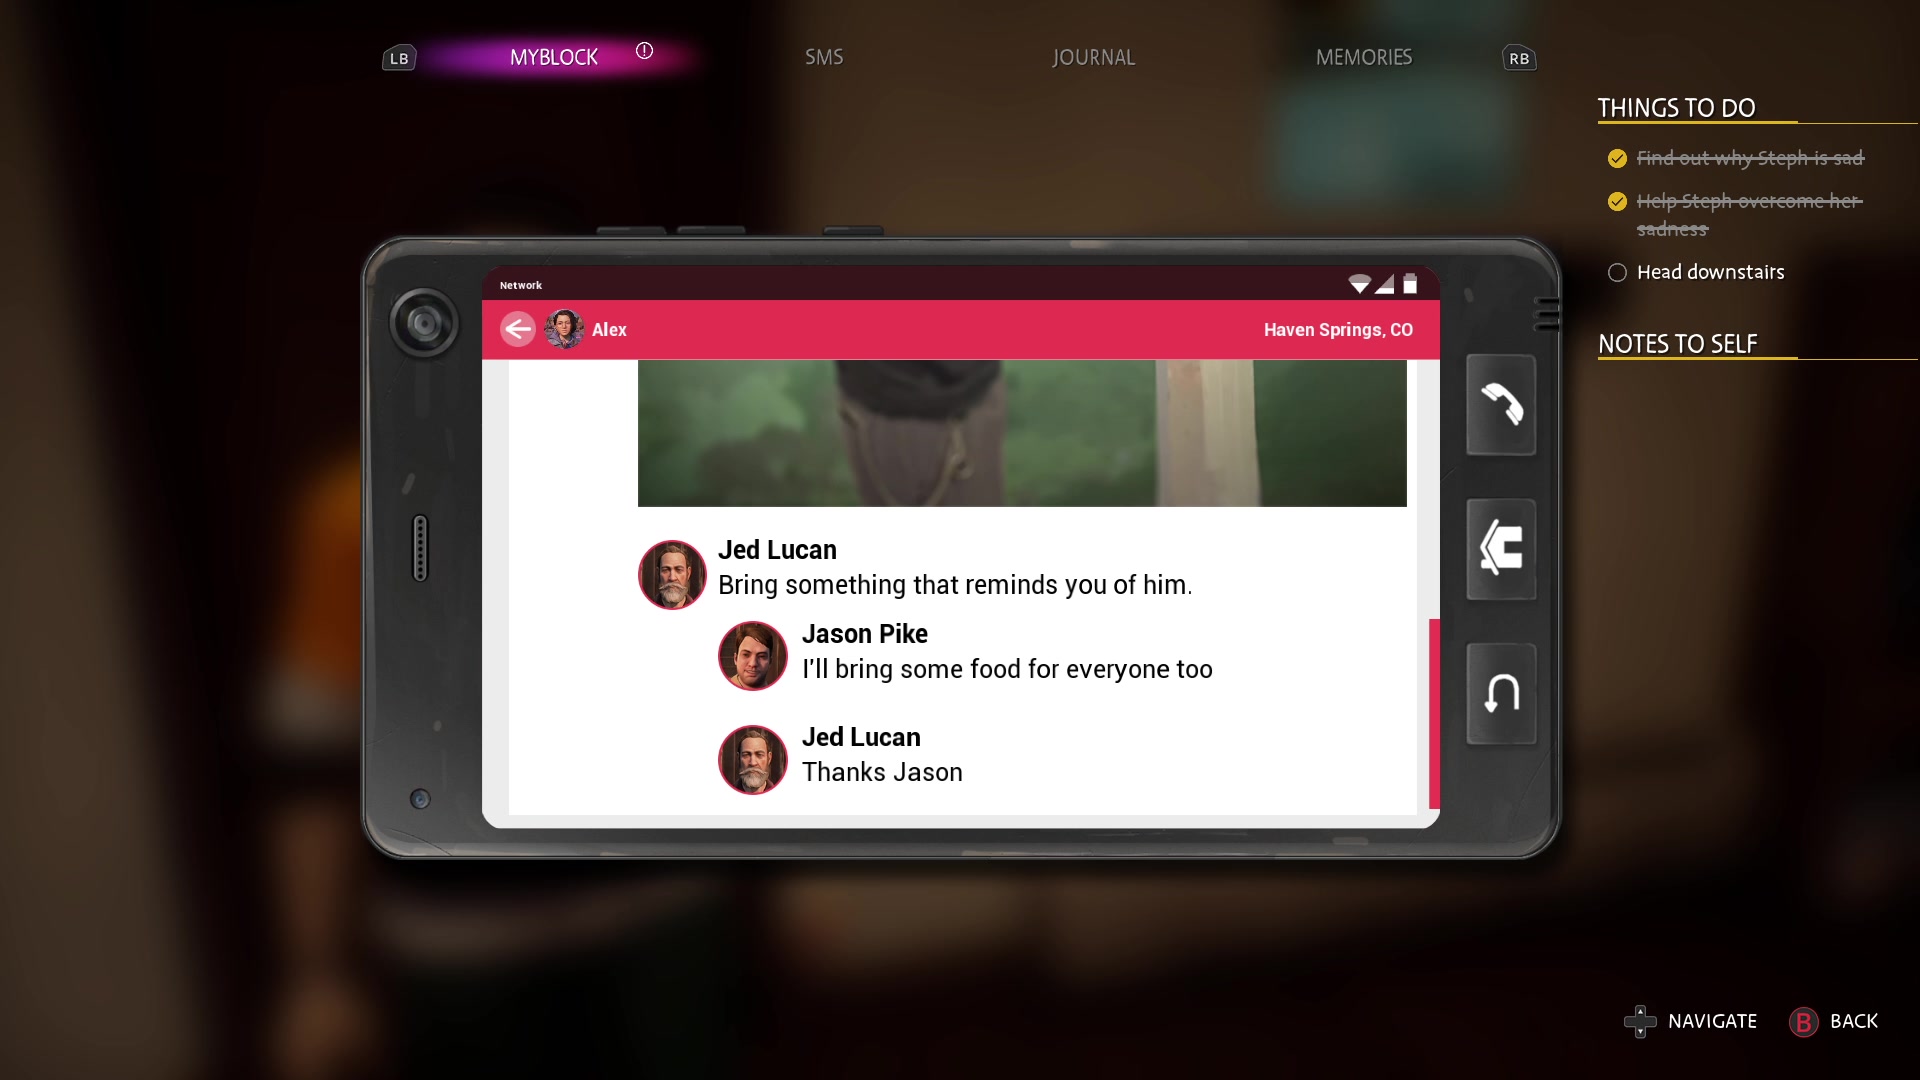 LB
MYBLOCK
SMS
JOURNAL
MEMORIES
RB
THINGS TO DO
Find out why Steph is sad
Help Steph overcome her
sadness
Head downstairs
NOTES TO SELF
Network
Alex
Haven Springs, CO
Jed Lucan
Bring something that reminds you of him.
Jason Pike
I'll bring some food for everyone too
Jed Lucan
Thanks Jason
NAVIGATE
B BACK